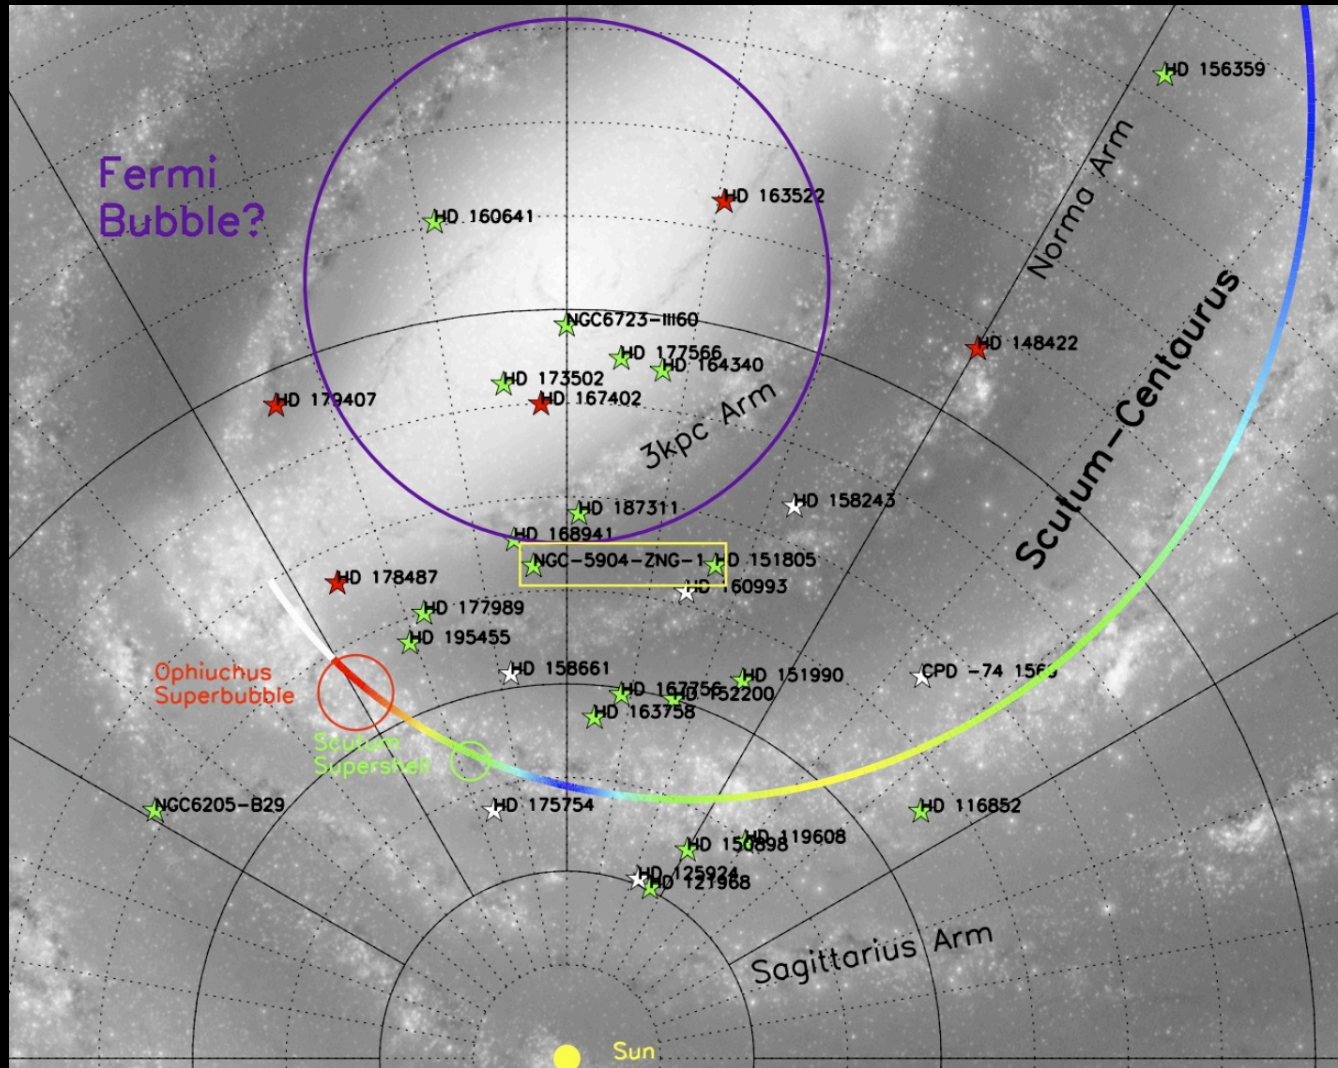 HD 156359
Fermi
Bubble?
HD 163522
HD 160641
Norma Arm
NGC6723-III60
HD 148422
HD 177566
HD 164340
HD 173502
HD 179407
HD 167402
3kpc Arm
Scutum-Centaurus
HD 158243
HD 187311
HD 168941
NGC-5904-ZNG-1
HD 151805
HD 178487
HD 160993
HD 177989
HD 195455
Ophiuchus
Superbubble
HD 158661
HD 151990
CPD -74 156
HD 167756
HD 152200
HD 163758
Scutum
Supershell
NGC6205-B29
HD 175754
HD 116852
HD 119608
HD 125924
HD 121968
Sagittarius Arm
Sun